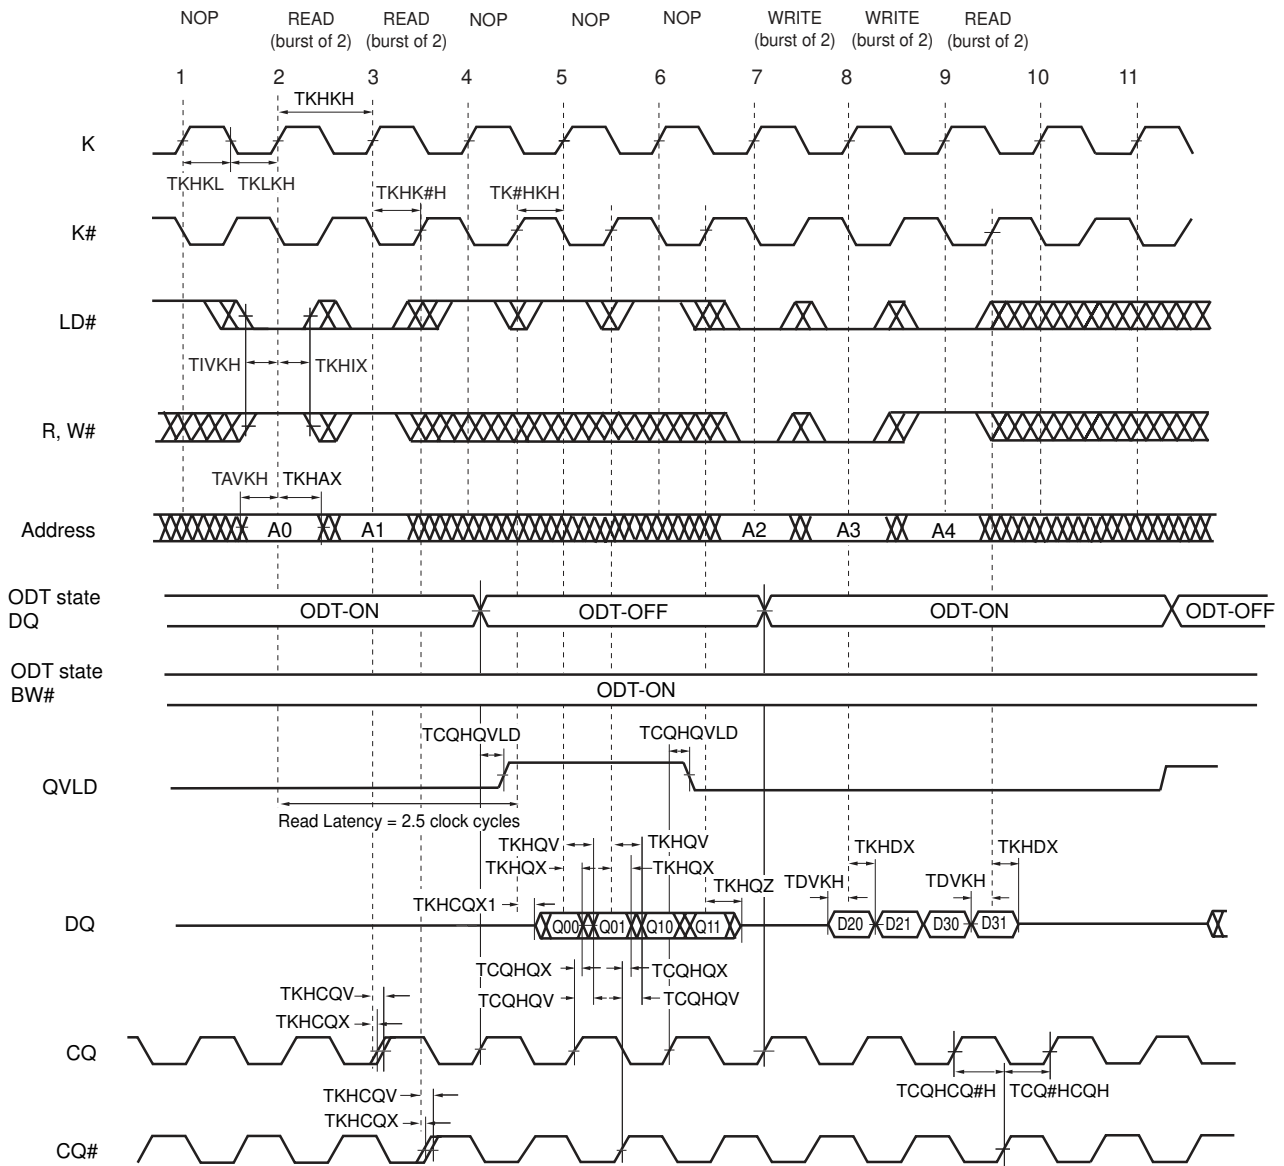 NOP READ READ NOP NOP NOP WRITE WRITE READ
(burst of 2) (burst of 2) (burst of 2) (burst of 2) (burst of 2)
1 2 3 4 5 6 7 8 9 10 11
TKHKH
K
TKHKL TKLKH TKHK#H TK#HKH
K#
LD#
TIVKH TKHIX
R, W#
TAVKH TKHAX
Address A0 A1 A2 A3 A4
ODT state
DQ
ODT-ON ODT-OFF ODT-ON ODT-OFF
ODT state
BW#
ODT-ON
TCQHQVLD TCQHQVLD
QVLD
Read Latency = 2.5 clock cycles
TKHQV TKHQV TKHDX TKHDX
TKHQX TKHQX
TKHQZ TDVKH TDVKH
TKHCQX1
DQ Q00 Q01 Q10 Q11 D20 D21 D30 D31
TCQHQX TCQHQX
TKHCQV TCQHQV TCQHQV
TKHCQX
CQ
TKHCQV TCQHCQ#H TCQ#HCQH
TKHCQX
CQ#